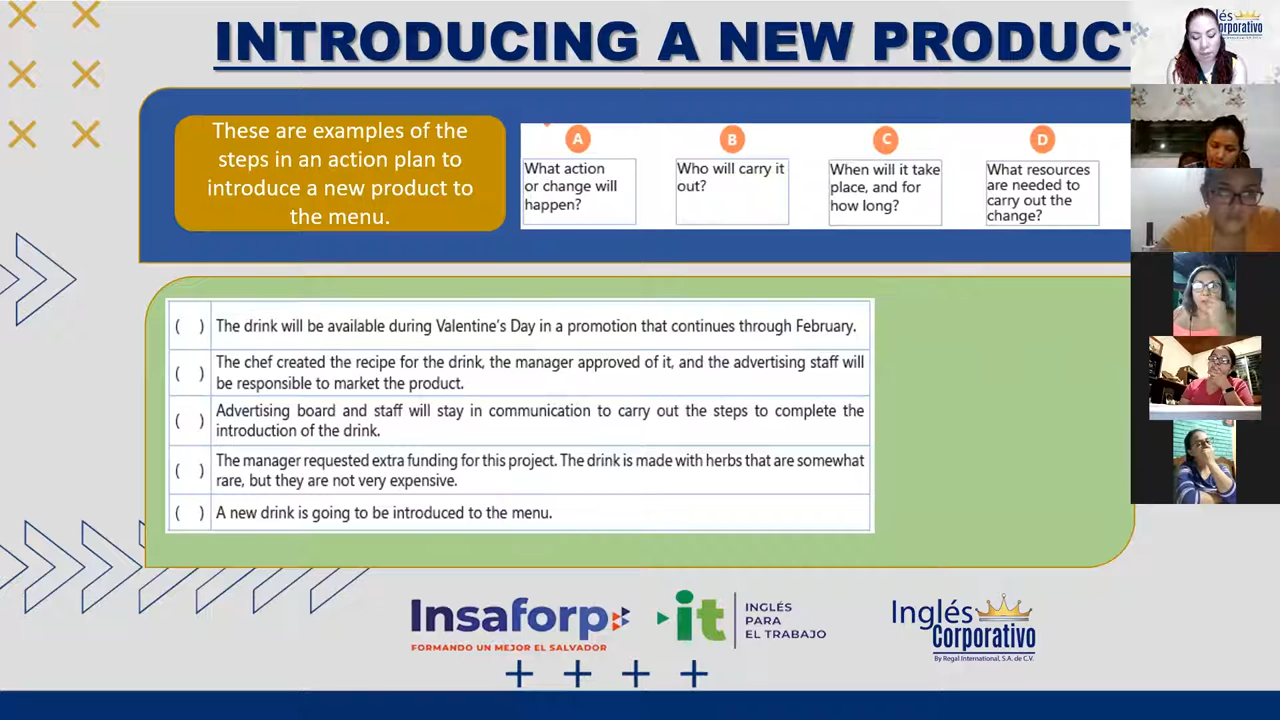 INTRODUCING A NEW PRODUCT
These are examples of the
steps in an action plan to
introduce a new product to
the menu.
A
What action
or change will
happen?
B
Who will carry it
out?
C
When will it take
place, and for
how long?
D
What resources
are needed to
carry out the
change?
( ) The drink will be available during Valentine's Day in a promotion that continues through February.
( ) The chef created the recipe for the drink, the manager approved of it, and the advertising staff will
be responsible to market the product.
( ) Advertising board and staff will stay in communication to carry out the steps to complete the
introduction of the drink.
( ) The manager requested extra funding for this project. The drink is made with herbs that are somewhat
rare, but they are not very expensive.
( ) A new drink is going to be introduced to the menu.
Insaforp
FORMANDO UN MEJOR EL SALVADOR
it
INGLÉS
PARA
EL TRABAJO
Inglés
Corporativo
By Regal International, S.A. de C.V.